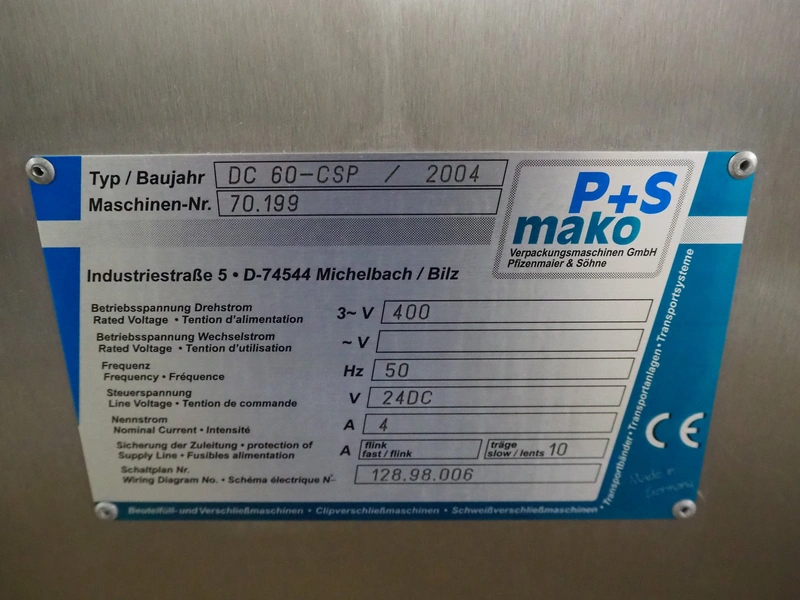 Typ / Baujahr DC 60-CSP / 2004
Maschinen-Nr. 70.199
P+S
mako
Verpackungsmaschinen GmbH
Pfizenmaier & Söhne
Industriestraße 5 • D-74544 Michelbach / Bilz
Betriebsspannung Drehstrom
Rated Voltage • Tention d'alimentation 3~ V 400
Betriebsspannung Wechselstrom
Rated Voltage • Tention d'utilisation ~ V
Frequenz
Frequency • Fréquence Hz 50
Steuerspannung
Line Voltage • Tention de commande V 24DC
Nennstrom
Nominal Current • Intensité A 4
Sicherung der Zuleitung • protection of
Supply Line • Fusibles alimentation A flink
fast / flink
träge
slow / lents 10
Schaltplan Nr.
Wiring Diagram No. • Schéma électrique N° 128.98.006
CE
Made in
Germany
Beutelfüll-und Verschließmaschinen • Clipverschließmaschinen • Schweißverschließmaschinen •
Transportbänder • Transportanlagen • Transportsysteme